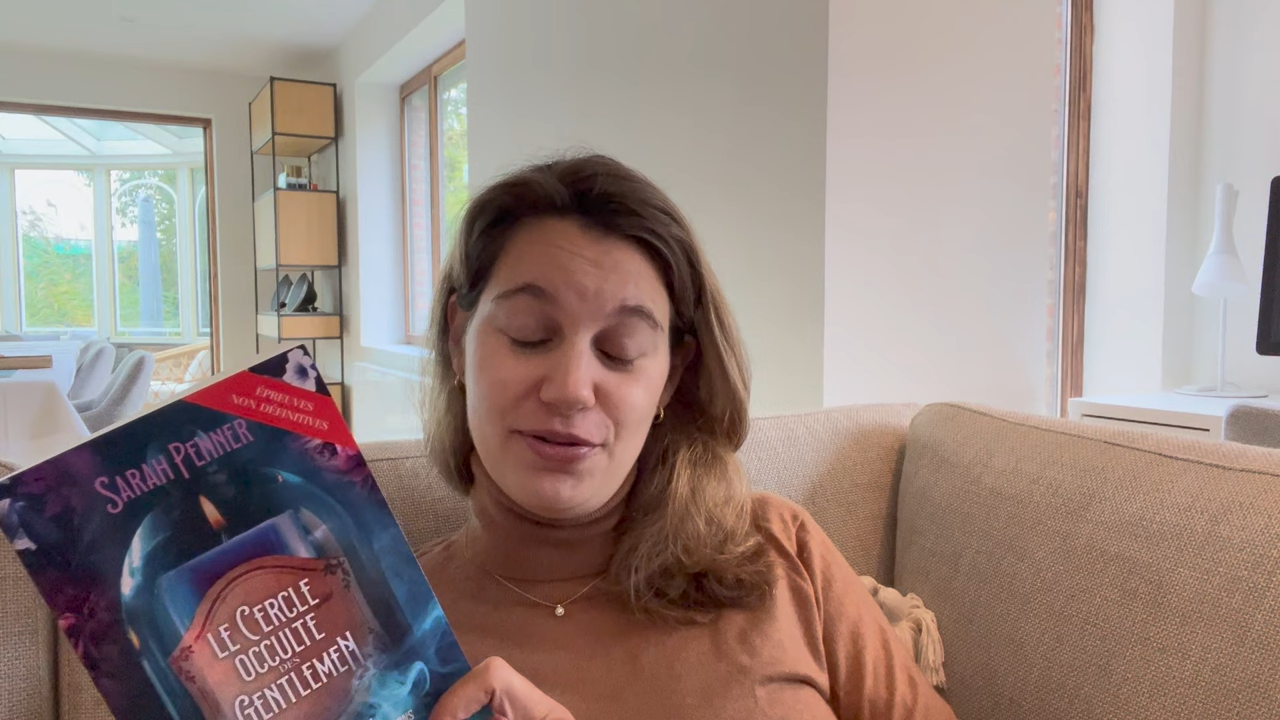 ÉPREUVES
NON DÉFINITIVES
SARAH PENNER
LE CERCLE
OCCULTE
DES
GENTLEMEN